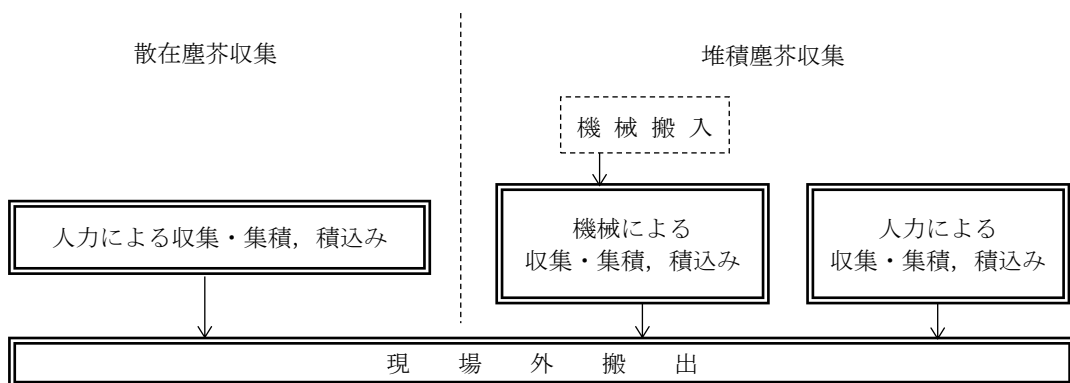 散在塵芥収集
堆積塵芥収集
機械搬入
人力による収集・集積，積込み
機械による
収集・集積，積込み
人力による
収集・集積，積込み
現場外搬出